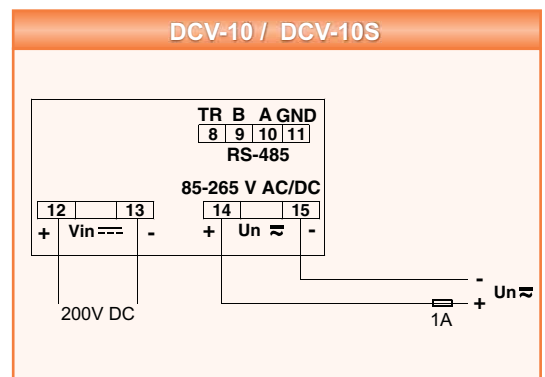 DCV-10 / DCV-10S
TR B A GND
8 9 10 11
RS-485
85-265 V AC/DC
12 13 14 15
+ Vin - + Un -
200V DC
-
+
Un
1A